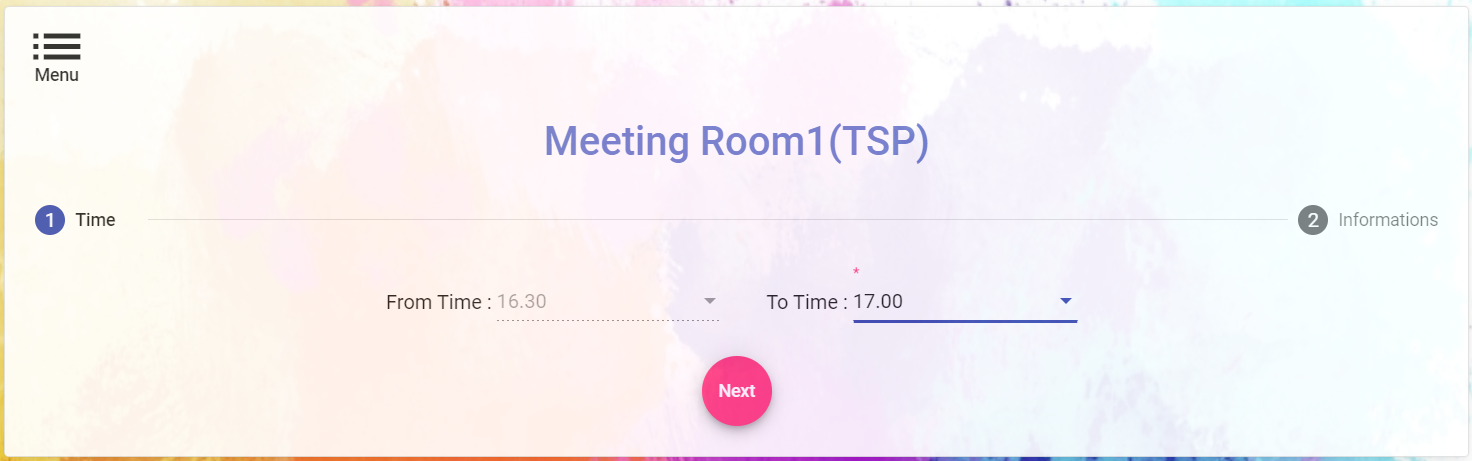 Menu
Meeting Room1(TSP)
1 Time
2 Informations
*
From Time : 16.30 To Time : 17.00
Next